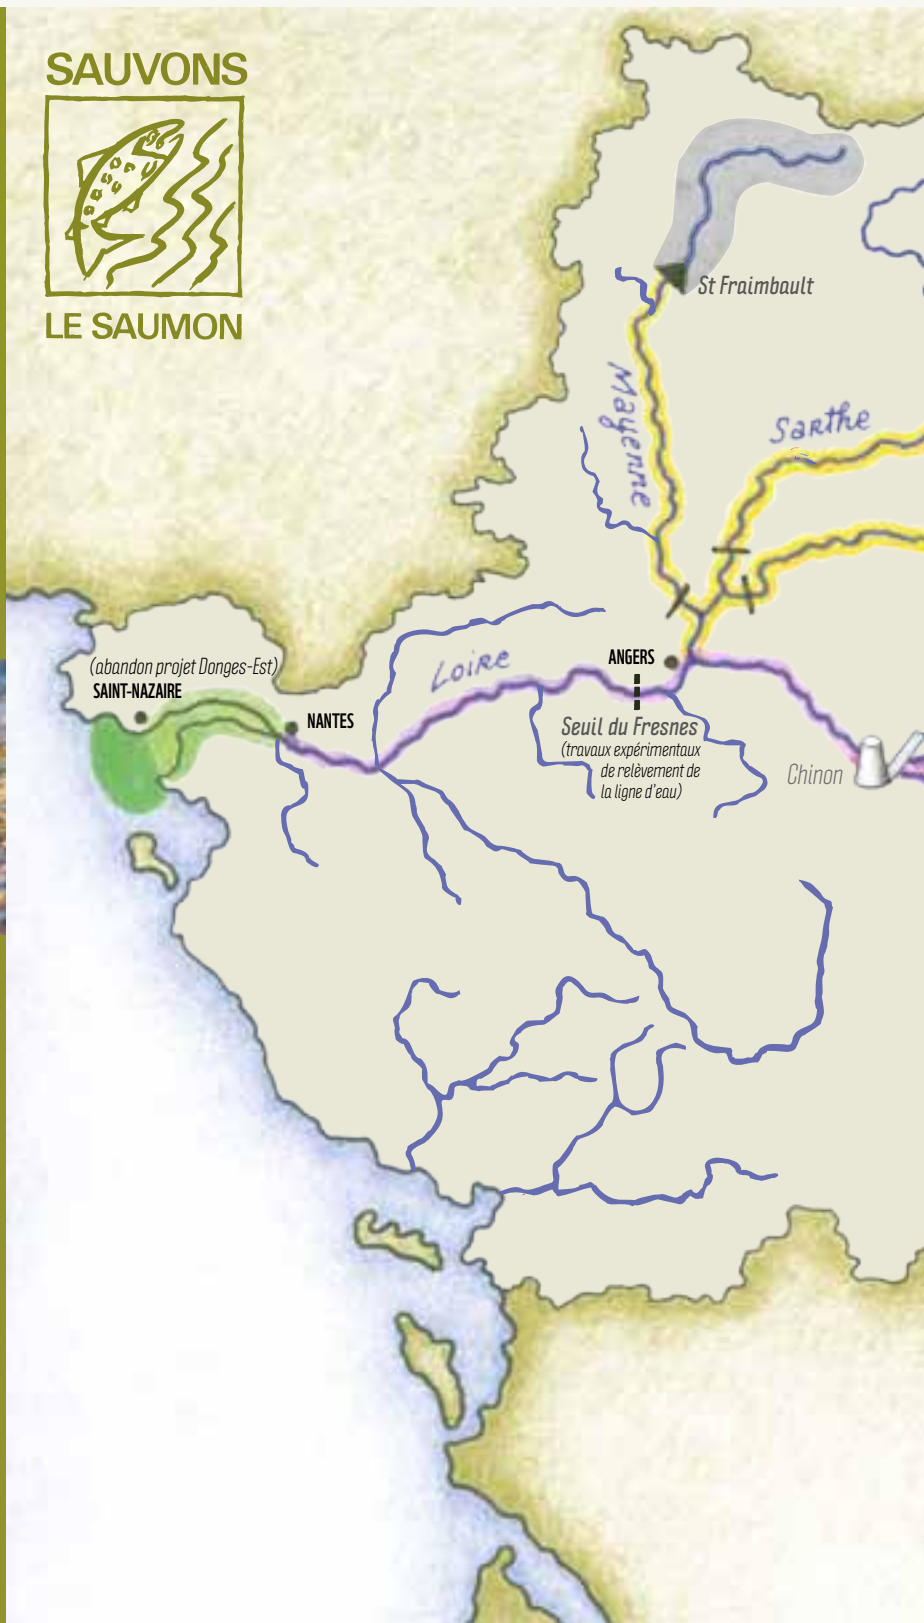 SAUVONS
LE SAUMON
St Fraimbault
Mayenne
Sarthe
(abandon projet Donges-Est)
SAINT-NAZAIRE
NANTES
Loire
ANGERS
Seuil du Fresnes
(travaux expérimentaux
de relèvement de
la ligne d'eau)
Chinon